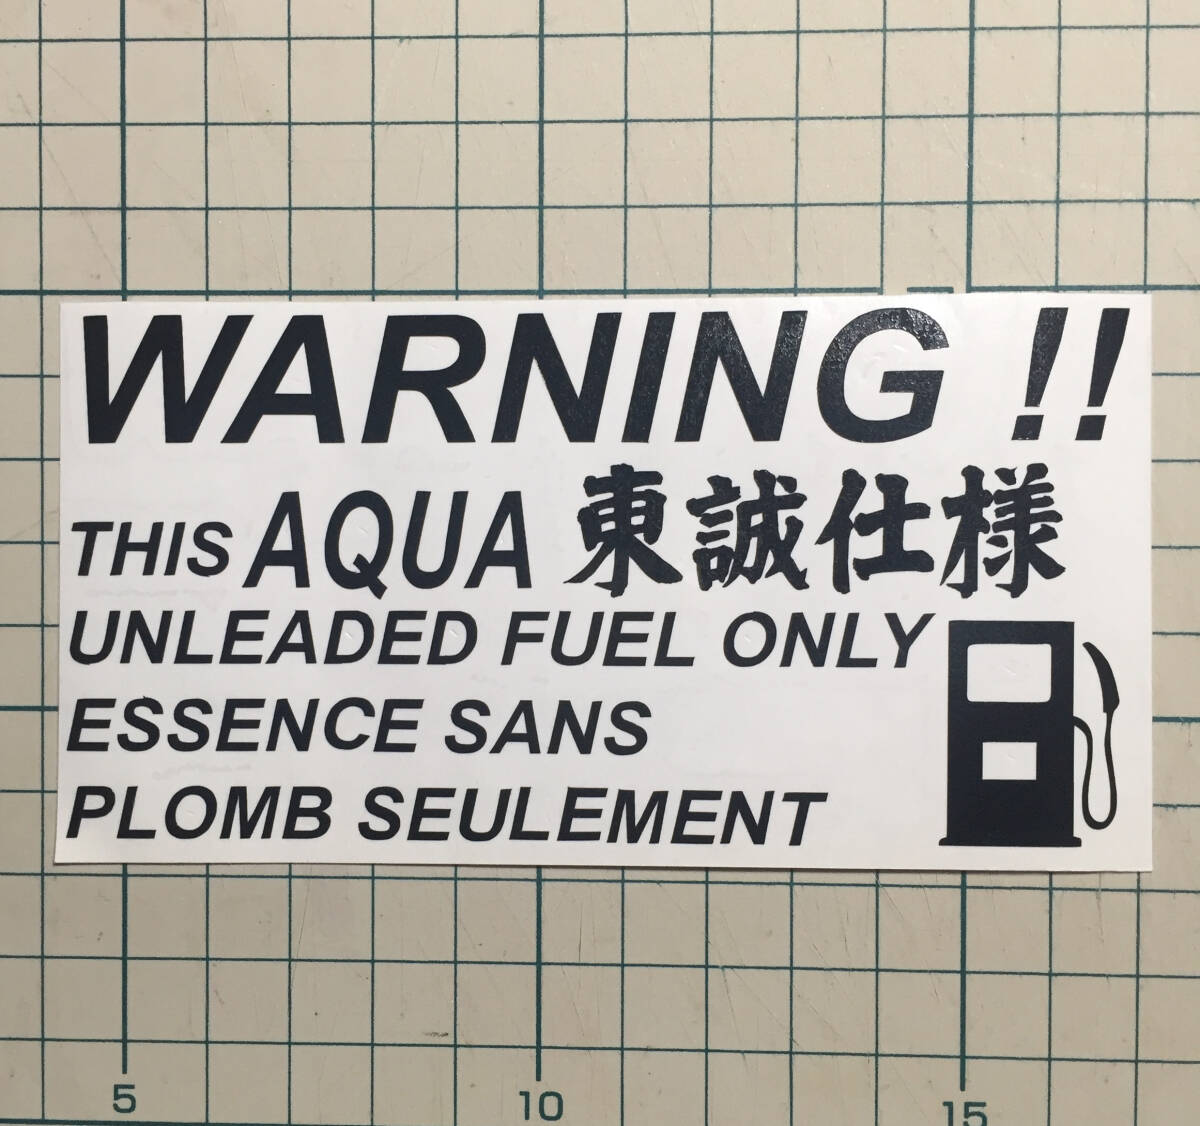 WARNING !!
THIS AQUA 東誠仕様
UNLEADED FUEL ONLY
ESSENCE SANS
PLOMB SEULEMENT
5 10 15